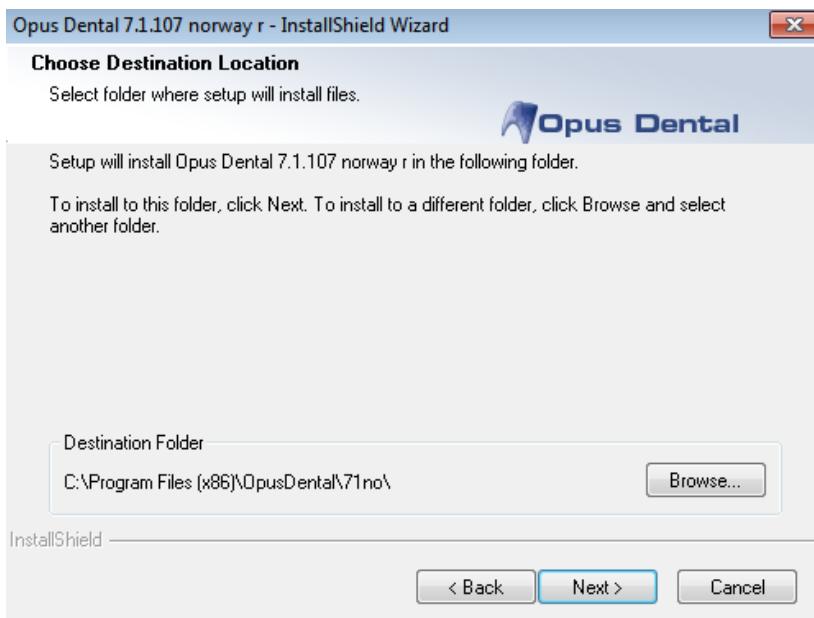 Opus Dental 7.1.107 norway r - InstallShield Wizard
Choose Destination Location
Select folder where setup will install files.
Opus Dental
Setup will install Opus Dental 7.1.107 norway r in the following folder.
To install to this folder, click Next. To install to a different folder, click Browse and select
another folder.
Destination Folder
C:\Program Files (x86)\OpusDental\71no\
Browse...
InstallShield
< Back
Next >
Cancel